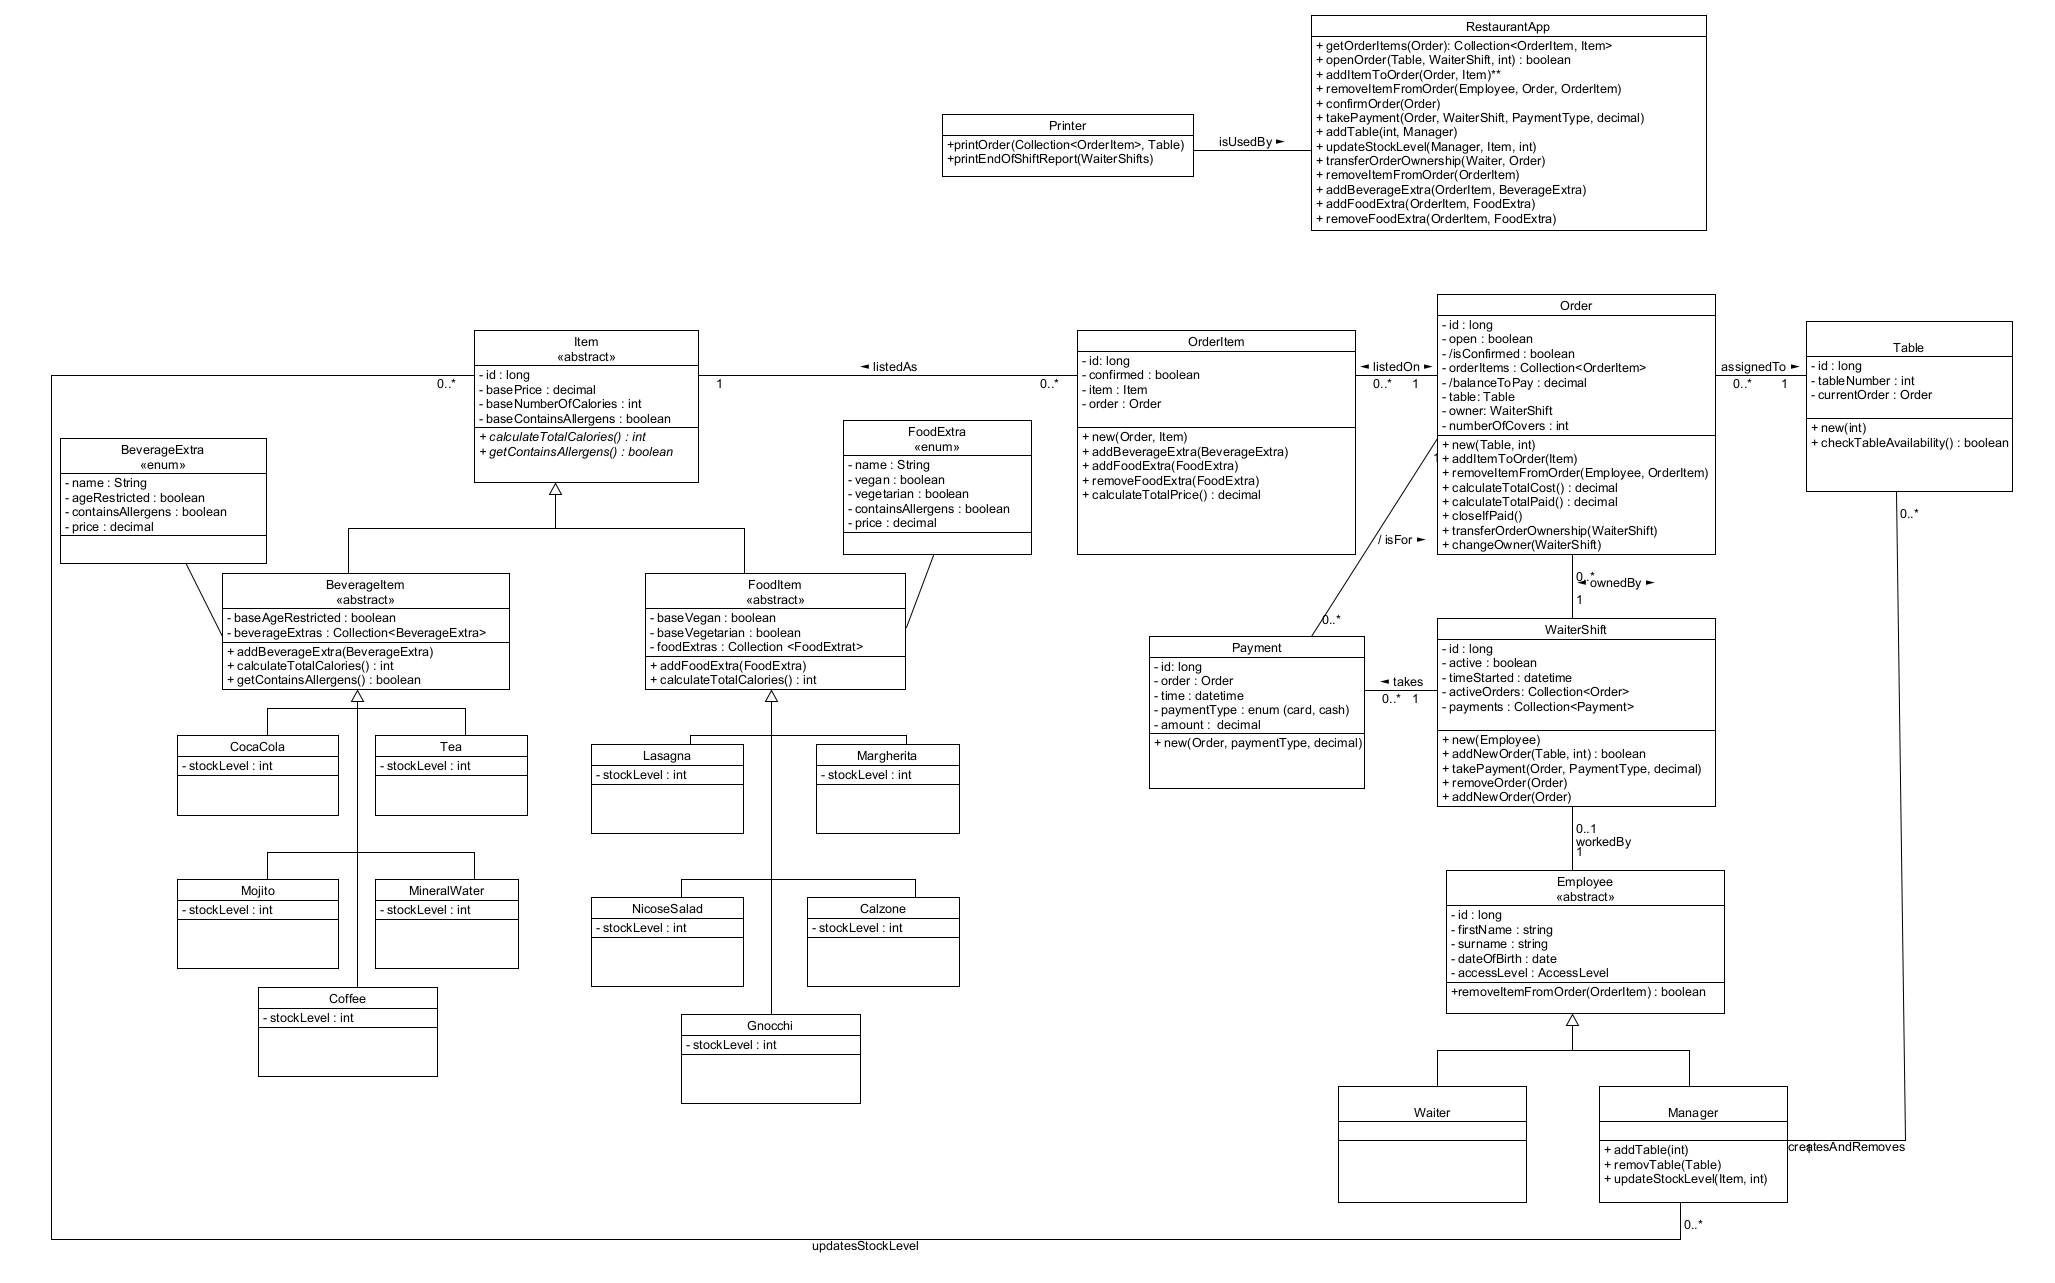 RestaurantApp
+ getOrderItems(Order): Collection<OrderItem, Item>
+ openOrder(Table, WaiterShift, int) : boolean
+ addItemToOrder(Order, Item)**
+ removeItemFromOrder(Employee, Order, OrderItem)
+ confirmOrder(Order)
+ takePayment(Order, WaiterShift, PaymentType, decimal)
+ addTable(int, Manager)
+ updateStockLevel(Manager, Item, int)
+ transferOrderOwnership(Waiter, Order)
+ removeItemFromOrder(OrderItem)
+ addBeverageExtra(OrderItem, BeverageExtra)
+ addFoodExtra(OrderItem, FoodExtra)
+ removeFoodExtra(OrderItem, FoodExtra)
Printer
+printOrder(Collection<OrderItem>, Table)
+printEndOfShiftReport(WaiterShifts)
isUsedBy ►
Item
«abstract»
- id : long
- basePrice : decimal
- baseNumberOfCalories : int
- baseContainsAllergens : boolean
+ calculateTotalCalories() : int
+ getContainsAllergens() : boolean
0..*
1
◄ listedAs
0..*
OrderItem
- id: long
- confirmed : boolean
- item : Item
- order : Order
+ new(Order, Item)
+ addBeverageExtra(BeverageExtra)
+ addFoodExtra(FoodExtra)
+ removeFoodExtra(FoodExtra)
+ calculateTotalPrice() : decimal
◄ listedOn ►
0..*
1
Order
- id : long
- open : boolean
- /isConfirmed : boolean
- orderItems : Collection<OrderItem>
- /balanceToPay : decimal
- table: Table
- owner: WaiterShift
- numberOfCovers : int
+ new(Table, int)
+ addItemToOrder(Item)
+ removeItemFromOrder(Employee, OrderItem)
+ calculateTotalCost() : decimal
+ calculateTotalPaid() : decimal
+ closeIfPaid()
+ transferOrderOwnership(WaiterShift)
+ changeOwner(WaiterShift)
assignedTo ►
0..*
1
Table
- id : long
- tableNumber : int
- currentOrder : Order
+ new(int)
+ checkTableAvailability() : boolean
0..*
BeverageExtra
«enum»
- name : String
- ageRestricted : boolean
- containsAllergens : boolean
- price : decimal
FoodExtra
«enum»
- name : String
- vegan : boolean
- vegetarian : boolean
- containsAllergens : boolean
- price : decimal
BeverageItem
«abstract»
- baseAgeRestricted : boolean
- beverageExtras : Collection<BeverageExtra>
+ addBeverageExtra(BeverageExtra)
+ calculateTotalCalories() : int
+ getContainsAllergens() : boolean
FoodItem
«abstract»
- baseVegan : boolean
- baseVegetarian : boolean
- foodExtras : Collection <FoodExtrat>
+ addFoodExtra(FoodExtra)
+ calculateTotalCalories() : int
1
/ isFor ►
0..*
0..*
◄ ownedBy ►
1
Payment
- id: long
- order : Order
- time : datetime
- paymentType : enum (card, cash)
- amount :  decimal
+ new(Order, paymentType, decimal)
◄ takes
0..*
1
WaiterShift
- id : long
- active : boolean
- timeStarted : datetime
- activeOrders: Collection<Order>
- payments : Collection<Payment>
+ new(Employee)
+ addNewOrder(Table, int) : boolean
+ takePayment(Order, PaymentType, decimal)
+ removeOrder(Order)
+ addNewOrder(Order)
0..1
workedBy
1
CocaCola
- stockLevel : int
Tea
- stockLevel : int
Lasagna
- stockLevel : int
Margherita
- stockLevel : int
Mojito
- stockLevel : int
MineralWater
- stockLevel : int
NicoseSalad
- stockLevel : int
Calzone
- stockLevel : int
Coffee
- stockLevel : int
Gnocchi
- stockLevel : int
Employee
«abstract»
- id : long
- firstName : string
- surname : string
- dateOfBirth : date
- accessLevel : AccessLevel
+removeItemFromOrder(OrderItem) : boolean
Waiter
Manager
+ addTable(int)
+ removTable(Table)
+ updateStockLevel(Item, int)
createsAndRemoves
1
0..*
updatesStockLevel